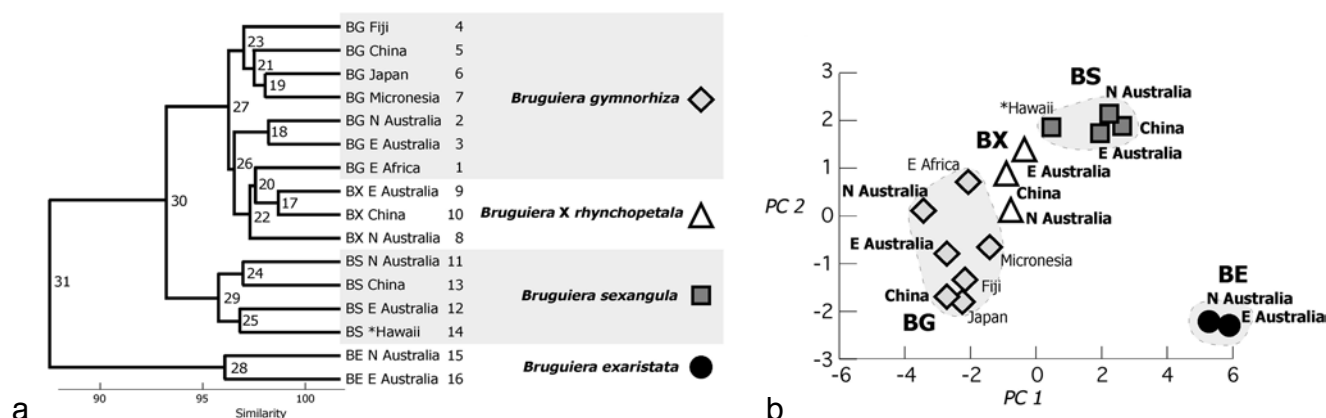 BG Fiji 4
BG China 5
BG Japan 6
BG Micronesia 7
BG N Australia 2
BG E Australia 3
BG E Africa 1
BX E Australia 9
BX China 10
BX N Australia 8
BS N Australia 11
BS China 13
BS E Australia 12
BS *Hawaii 14
BE N Australia 15
BE E Australia 16
23
21
19
27
18
26
20
17
22
30
24
29
25
31
28
Bruguiera gymnorhiza
Bruguiera X rhynchopetala
Bruguiera sexangula
Bruguiera exaristata
90 95 100
Similarity
a
3
2
1
0
-1
-2
-3
PC 2
BS
N Australia
*Hawaii
China
E Australia
BX
E Australia
China
N Australia
E Africa
N Australia
E Australia
Micronesia
Fiji
China
Japan
BG
BE
N Australia
E Australia
-6 -4 -2 0 2 4 6
PC 1
b